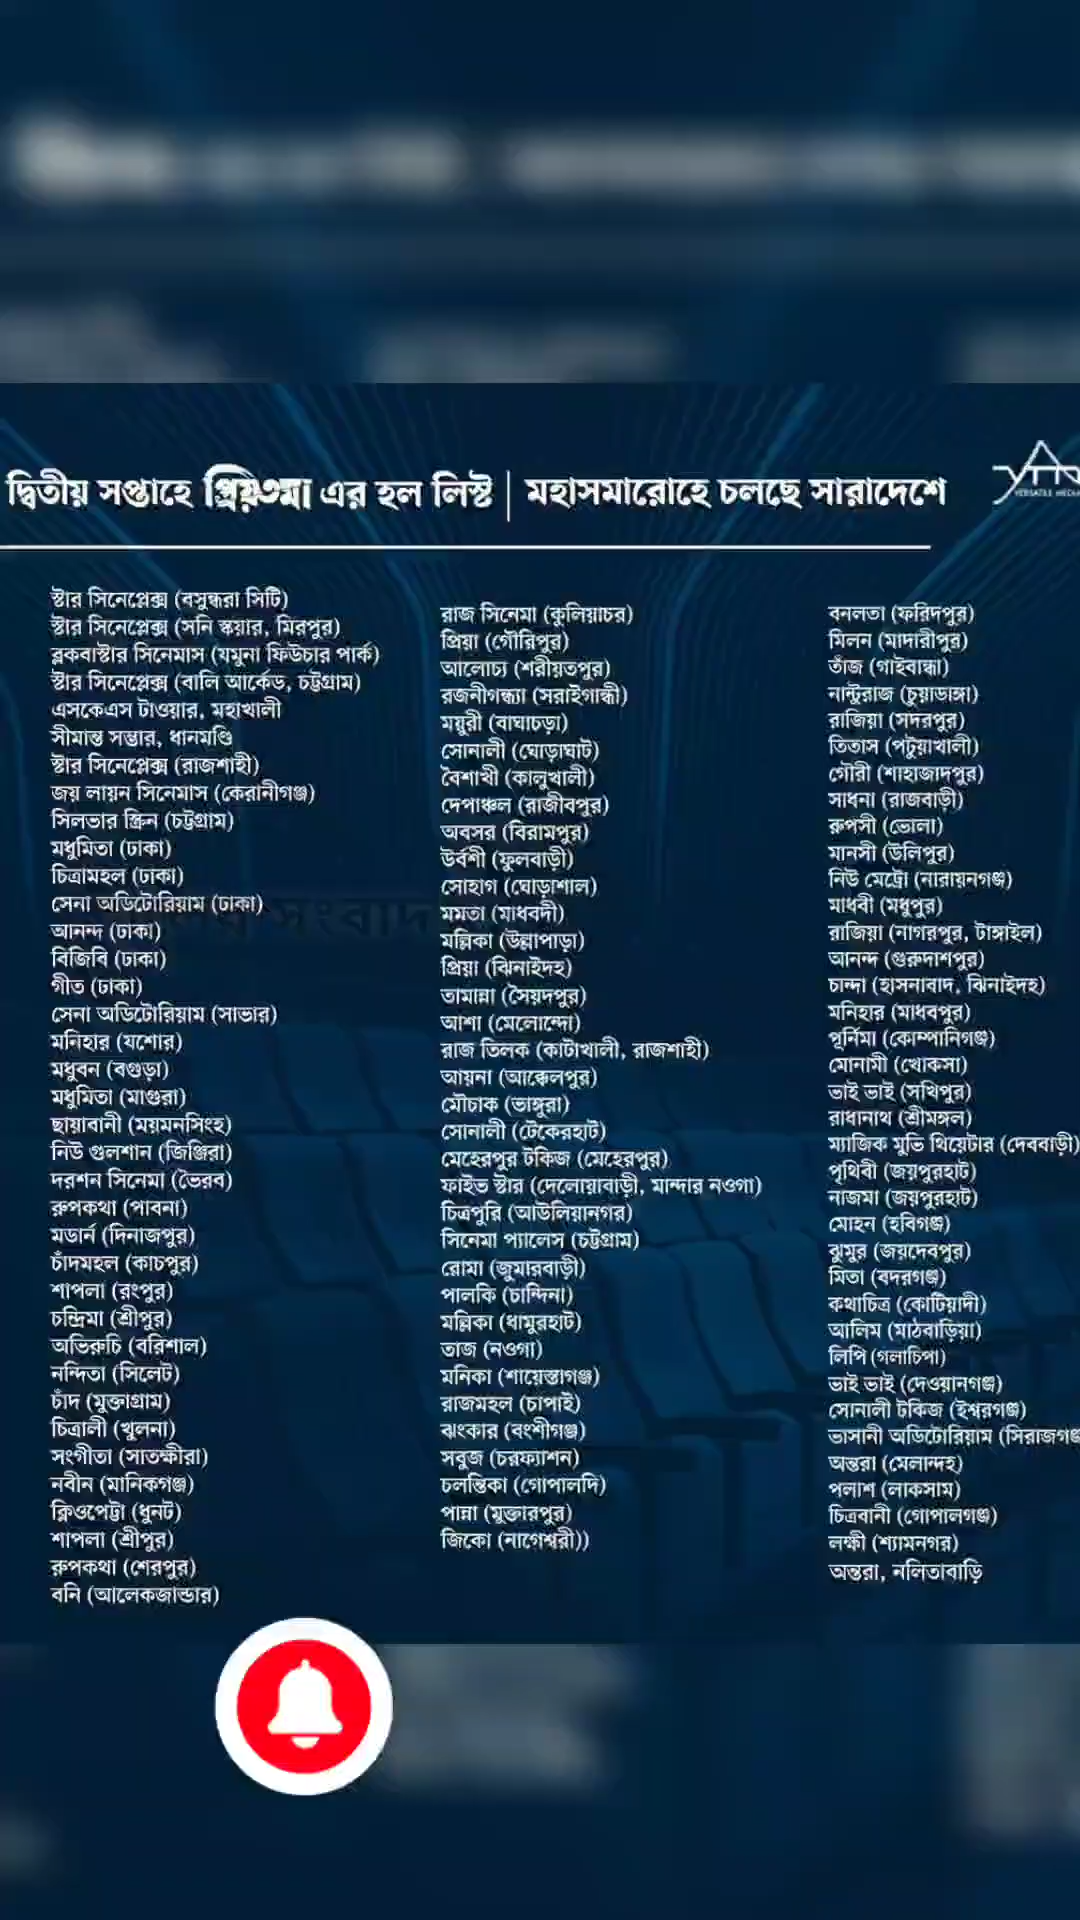 দ্বিতীয় সপ্তাহে প্রিয়তমা এর হল লিস্ট | মহাসমারোহে চলছে সারাদেশে
VERSATILE MEDIA
স্টার সিনেপ্লেক্স (বসুন্ধরা সিটি)
স্টার সিনেপ্লেক্স (সনি স্কয়ার, মিরপুর)
ব্লকবাস্টার সিনেমাস (যমুনা ফিউচার পার্ক)
স্টার সিনেপ্লেক্স (বালি আর্কেড, চট্টগ্রাম)
এসকেএস টাওয়ার, মহাখালী
সীমান্ত সম্ভার, ধানমণ্ডি
স্টার সিনেপ্লেক্স (রাজশাহী)
জয় লায়ন সিনেমাস (কেরানীগঞ্জ)
সিলভার স্ক্রিন (চট্টগ্রাম)
মধুমিতা (ঢাকা)
চিত্রামহল (ঢাকা)
সেনা অডিটোরিয়াম (ঢাকা)
আনন্দ (ঢাকা)
বিজিবি (ঢাকা)
গীত (ঢাকা)
সেনা অডিটোরিয়াম (সাভার)
মনিহার (যশোর)
মধুবন (বগুড়া)
মধুমিতা (মাগুরা)
ছায়াবানী (ময়মনসিংহ)
নিউ গুলশান (জিঞ্জিরা)
দরশন সিনেমা (ভৈরব)
রুপকথা (পাবনা)
মডার্ন (দিনাজপুর)
চাঁদমহল (কাচপুর)
শাপলা (রংপুর)
চন্দ্রিমা (শ্রীপুর)
অভিরুচি (বরিশাল)
নন্দিতা (সিলেট)
চাঁদ (মুক্তাগ্রাম)
চিত্রালী (খুলনা)
সংগীতা (সাতক্ষীরা)
নবীন (মানিকগঞ্জ)
ক্লিওপেট্টা (ধুনট)
শাপলা (শ্রীপুর)
রুপকথা (শেরপুর)
বনি (আলেকজান্ডার)
রাজ সিনেমা (কুলিয়াচর)
প্রিয়া (গৌরিপুর)
আলোচ্য (শরীয়তপুর)
রজনীগন্ধ্যা (সরাইগান্ধী)
ময়ুরী (বাঘাচড়া)
সোনালী (ঘোড়াঘাট)
বৈশাখী (কালুখালী)
দেপাঞ্চল (রাজীবপুর)
অবসর (বিরামপুর)
উর্বশী (ফুলবাড়ী)
সোহাগ (ঘোড়াশাল)
মমতা (মাধবদী)
মল্লিকা (উল্লাপাড়া)
প্রিয়া (ঝিনাইদহ)
তামান্না (সৈয়দপুর)
আশা (মেলোন্দো)
রাজ তিলক (কাটাখালী, রাজশাহী)
আয়না (আক্কেলপুর)
মৌচাক (ভাঙ্গুরা)
সোনালী (টেকেরহাট)
মেহেরপুর টকিজ (মেহেরপুর)
ফাইভ স্টার (দেলোয়াবাড়ী, মান্দার নওগা)
চিত্রপুরি (আউলিয়ানগর)
সিনেমা প্যালেস (চট্টগ্রাম)
রোমা (জুমারবাড়ী)
পালকি (চান্দিনা)
মল্লিকা (ধামুরহাট)
তাজ (নওগা)
মনিকা (শায়েস্তাগঞ্জ)
রাজমহল (চাপাই)
ঝংকার (বংশীগঞ্জ)
সবুজ (চরফ্যাশন)
চলন্তিকা (গোপালদি)
পান্না (মুক্তারপুর)
জিকো (নাগেশ্বরী))
বনলতা (ফরিদপুর)
মিলন (মাদারীপুর)
তাঁজ (গাইবান্ধা)
নান্টুরাজ (চুয়াডাঙ্গা)
রাজিয়া (সদরপুর)
তিতাস (পটুয়াখালী)
গৌরী (শাহাজাদপুর)
সাধনা (রাজবাড়ী)
রুপসী (ভোলা)
মানসী (উলিপুর)
নিউ মেট্রো (নারায়নগঞ্জ)
মাধবী (মধুপুর)
রাজিয়া (নাগরপুর, টাঙ্গাইল)
আনন্দ (গুরুদাশপুর)
চান্দা (হাসনাবাদ, ঝিনাইদহ)
মনিহার (মাধবপুর)
পূর্নিমা (কোম্পানিগঞ্জ)
মোনামী (খোকসা)
ভাই ভাই (সখিপুর)
রাধানাথ (শ্রীমঙ্গল)
ম্যাজিক মুভি থিয়েটার (দেববাড়ী)
পৃথিবী (জয়পুরহাট)
নাজমা (জয়পুরহাট)
মোহন (হবিগঞ্জ)
ঝুমুর (জয়দেবপুর)
মিতা (বদরগঞ্জ)
কথাচিত্র (কোটিয়াদী)
আলিম (মাঠবাড়িয়া)
লিপি (গলাচিপা)
ভাই ভাই (দেওয়ানগঞ্জ)
সোনালী টকিজ (ইশ্বরগঞ্জ)
ভাসানী অডিটোরিয়াম (সিরাজগঞ্জ
অন্তরা (মেলান্দহ)
পলাশ (লাকসাম)
চিত্রবানী (গোপালগঞ্জ)
লক্ষী (শ্যামনগর)
অন্তরা, নলিতাবাড়ি